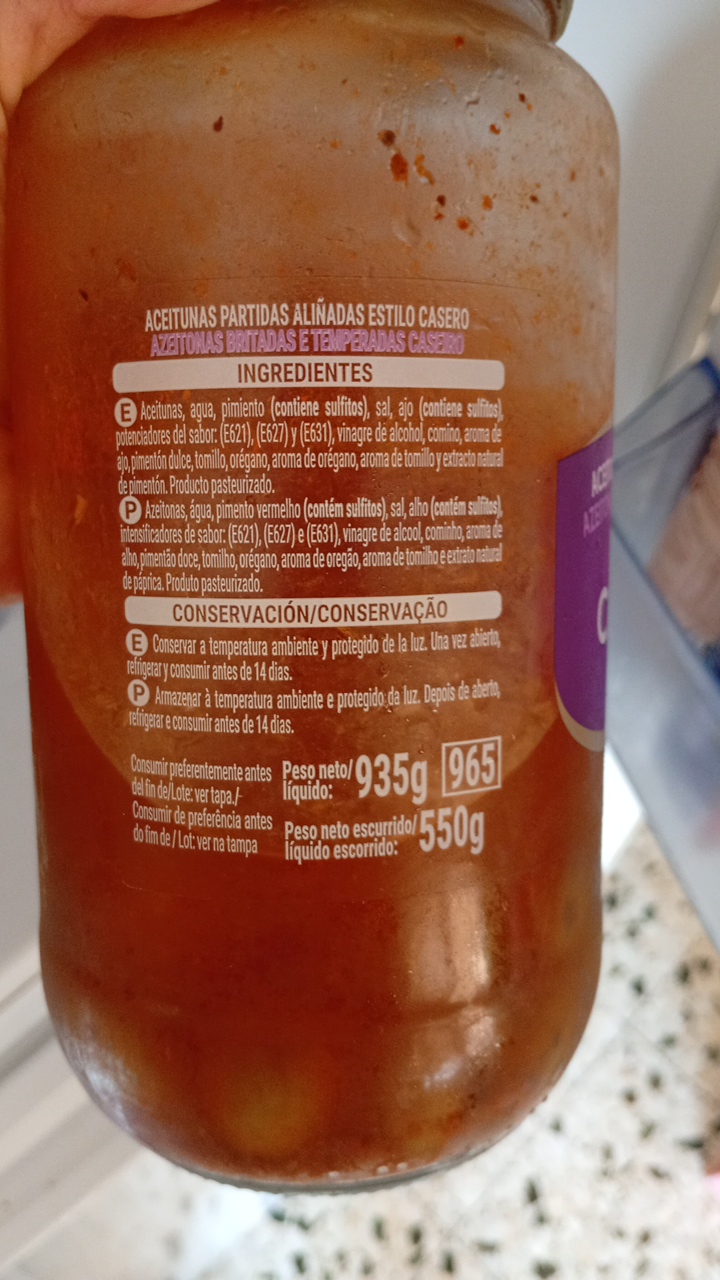 ACEITUNAS PARTIDAS ALIÑADAS ESTILO CASERO
AZEITONAS BRITADAS E TEMPERADAS CASEIRO
INGREDIENTES
E Aceitunas, agua, pimiento (contiene sulfitos), sal, ajo (contiene sulfitos),
potenciadores del sabor: (E621), (E627) y (E631), vinagre de alcohol, comino, aroma de
ajo, pimentón dulce, tomillo, orégano, aroma de orégano, aroma de tomillo y extracto natural
de pimentón. Producto pasteurizado.
P Azeitonas, água, pimento vermelho (contém sulfitos), sal, alho (contém sulfitos),
intensificadores de sabor: (E621), (E627) e (E631), vinagre de alcool, cominho, aroma de
alho, pimentão doce, tomilho, orégano, aroma de oregão, aroma de tomilho e extrato natural
de páprica. Produto pasteurizado.
CONSERVACIÓN/CONSERVAÇÃO
E Conservar a temperatura ambiente y protegido de la luz. Una vez abierto,
refrigerar y consumir antes de 14 dias.
P Armazenar à temperatura ambiente e protegido da luz. Depois de aberto,
refrigerar e consumir antes de 14 dias.
Consumir preferentemente antes
del fin de/Lote: ver tapa./
Consumir de preferência antes
do fim de / Lot: ver na tampa
Peso neto/
líquido: 935g 965
Peso neto escurrido/
líquido escorrido: 550g